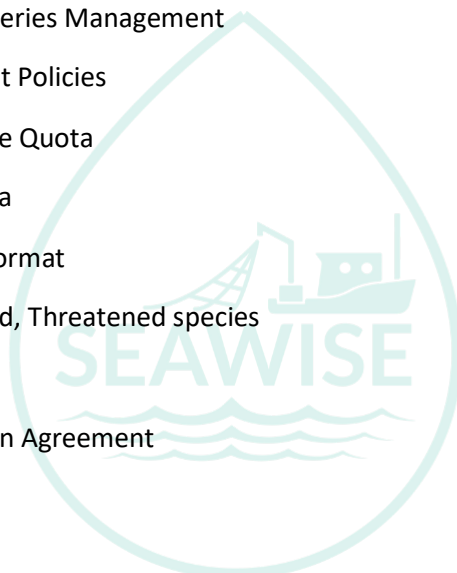 eries Management
t Policies
e Quota
a
ormat
d, Threatened species
SEAWISE
n Agreement